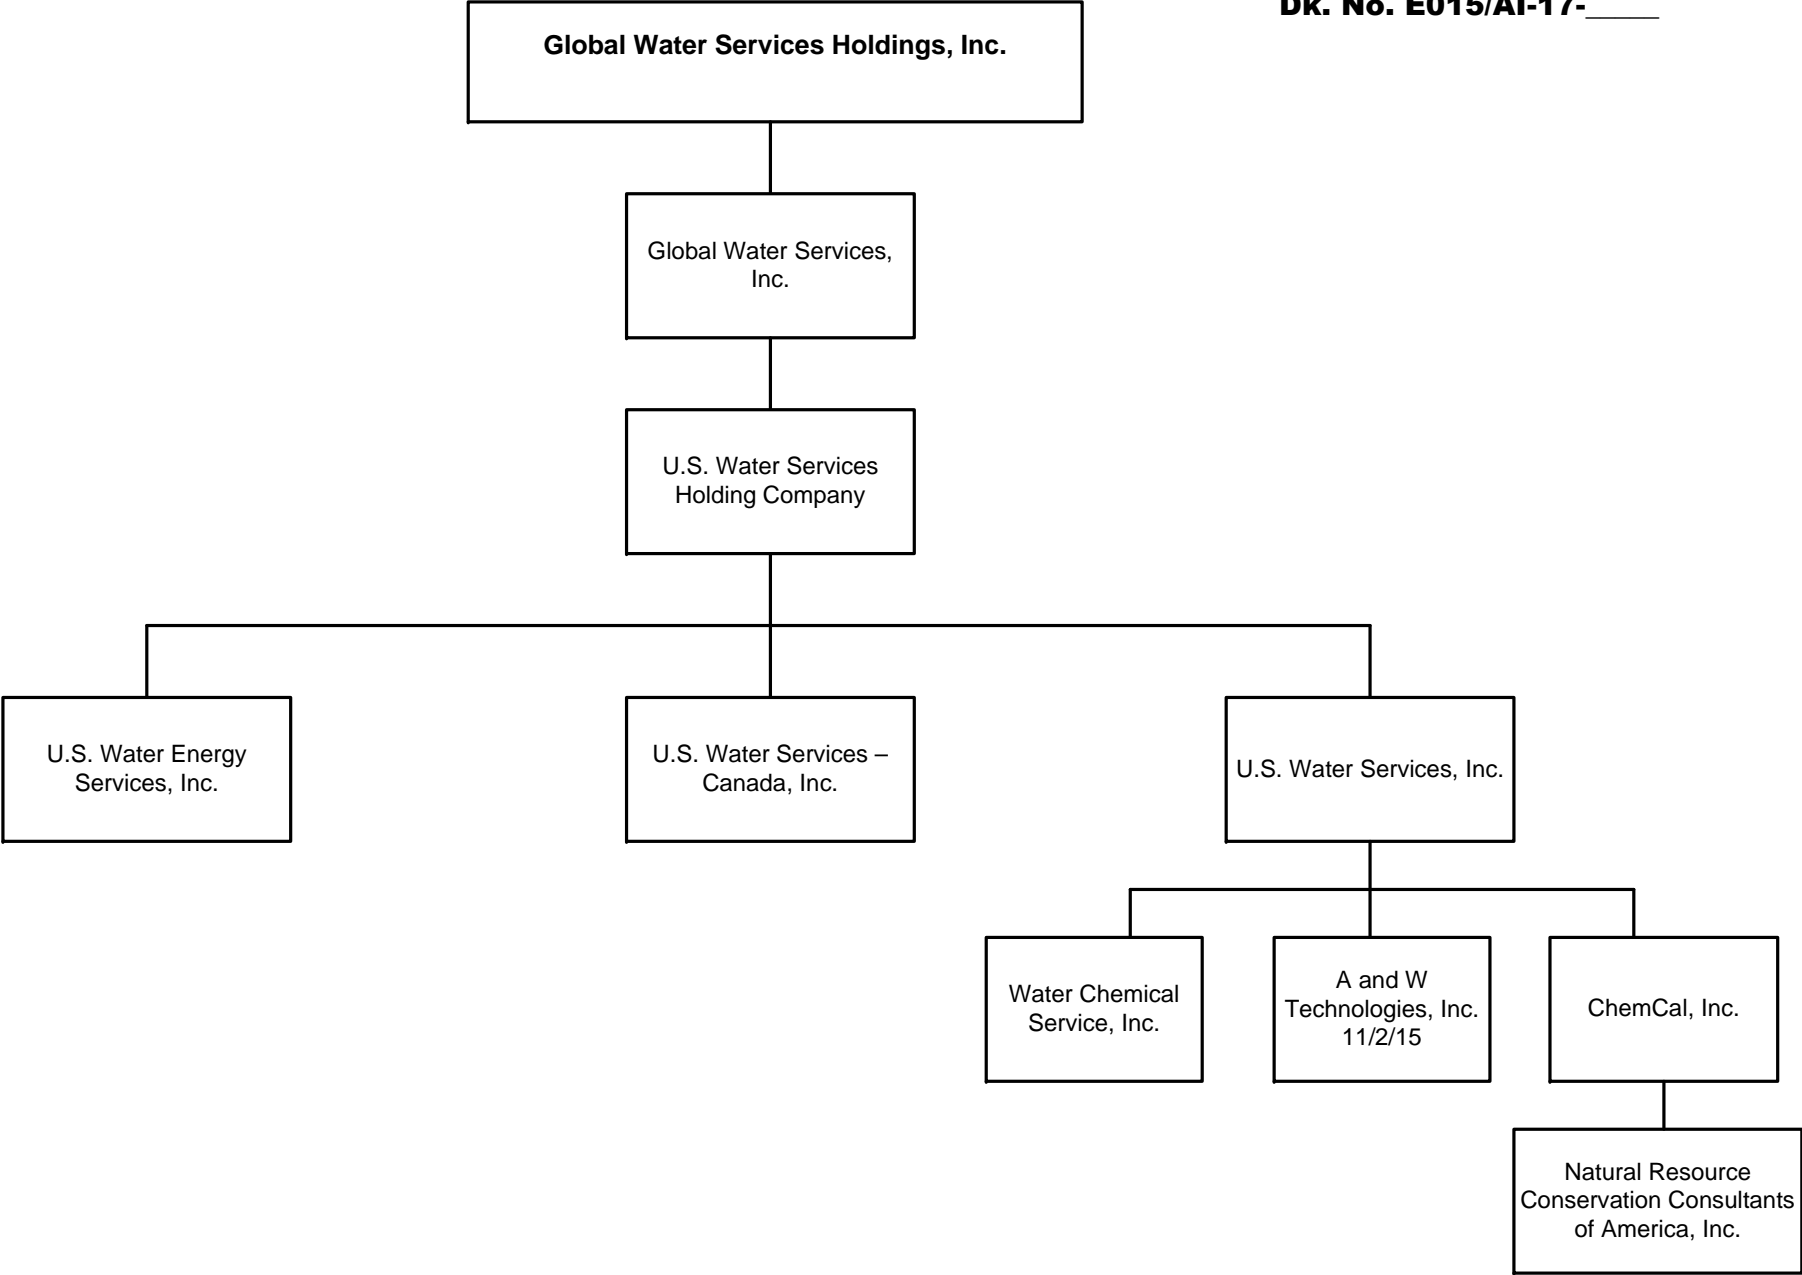 Dk. No. E015/AI-17-_____
Global Water Services Holdings, Inc.
Global Water Services,
Inc.
U.S. Water Services
Holding Company
U.S. Water Energy
Services, Inc.
U.S. Water Services –
Canada, Inc.
U.S. Water Services, Inc.
Water Chemical
Service, Inc.
A and W
Technologies, Inc.
11/2/15
ChemCal, Inc.
Natural Resource
Conservation Consultants
of America, Inc.